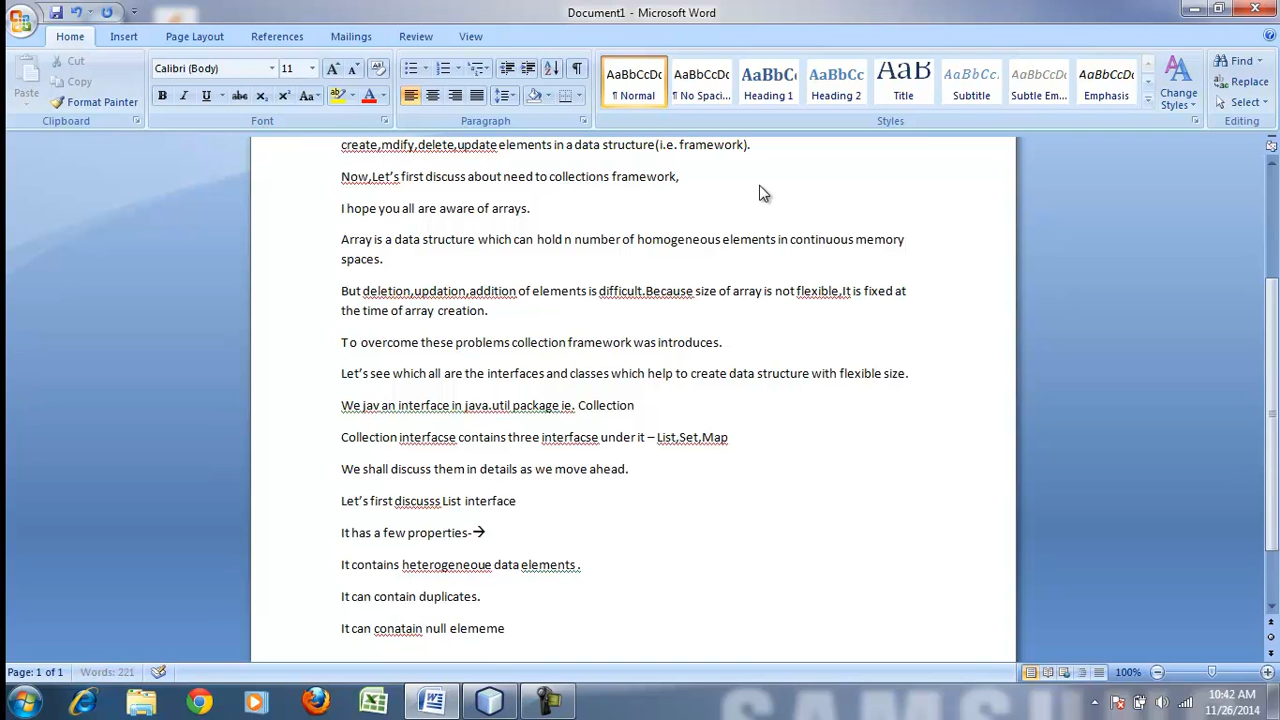 Document1 - Microsoft Word
Home Insert Page Layout References Mailings Review View
Cut
Copy
Paste
Format Painter
Clipboard
Calibri (Body) 11
Font
Paragraph
AaBbCcDc AaBbCcDc AaBbC AaBbCc AaB AaBbCc. AaBbCcDc AaBbCcDc
¶ Normal ¶ No Spaci... Heading 1 Heading 2 Title Subtitle Subtle Em... Emphasis
Change Styles
Styles
Find
Replace
Select
Editing
create,mdify,delete,update elements in a data structure(i.e. framework).
Now,Let’s first discuss about need to collections framework,
I hope you all are aware of arrays.
Array is a data structure which can hold n number of homogeneous elements in continuous memory
spaces.
But deletion,updation,addition of elements is difficult.Because size of array is not flexible,It is fixed at
the time of array creation.
To overcome these problems collection framework was introduces.
Let’s see which all are the interfaces and classes which help to create data structure with flexible size.
We jav an interface in java.util package ie. Collection
Collection interfacse contains three interfacse under it – List,Set,Map
We shall discuss them in details as we move ahead.
Let’s first discusss List interface
It has a few properties-→
It contains heterogeneoue data elements .
It can contain duplicates.
It can conatain null elememe
Page: 1 of 1 Words: 221 100%
10:42 AM
11/26/2014